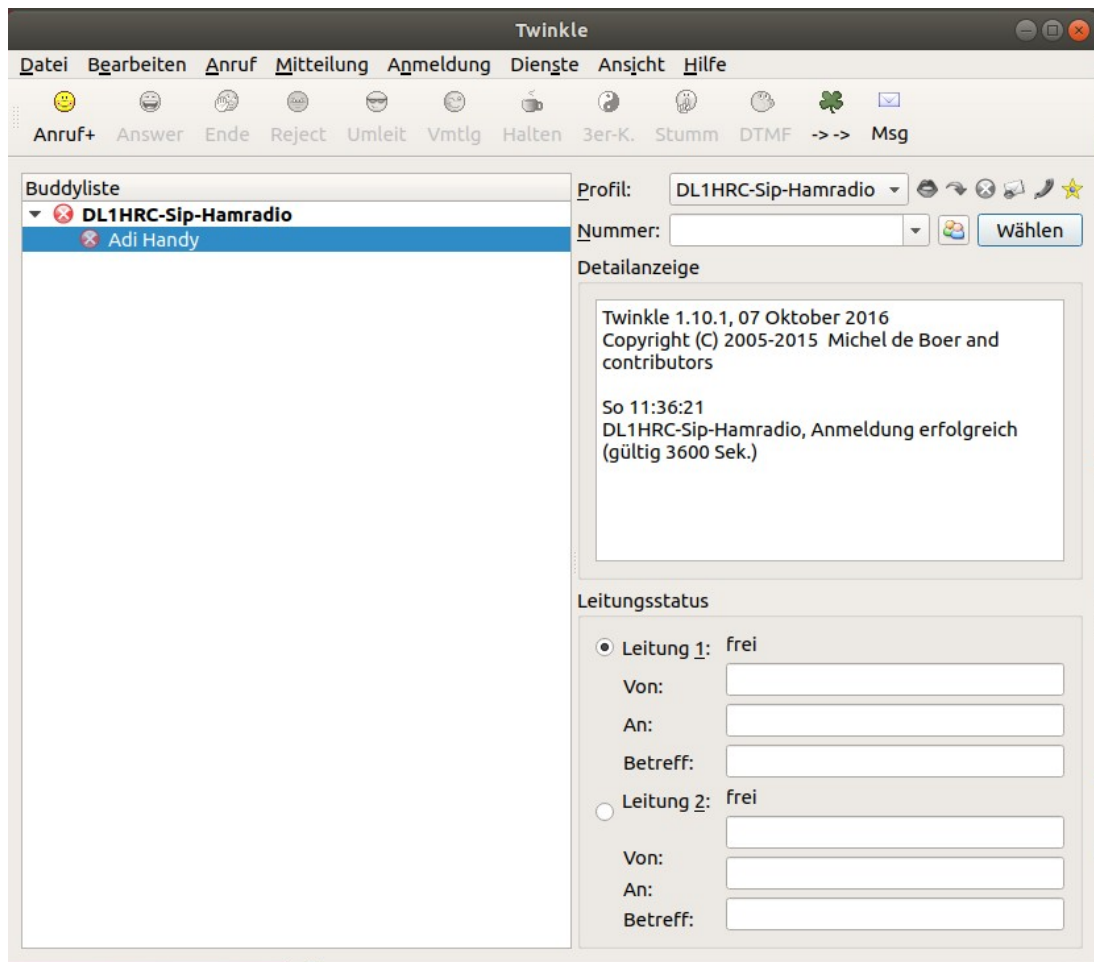 Twinkle
Datei Bearbeiten Anruf Mitteilung Anmeldung Dienste Ansicht Hilfe
Anruf+ Answer Ende Reject Umleit Vmtlg Halten 3er-K. Stumm DTMF -> -> Msg
Buddyliste
DL1HRC-Sip-Hamradio
Adi Handy
Profil: DL1HRC-Sip-Hamradio
Nummer: Wählen
Detailanzeige
Twinkle 1.10.1, 07 Oktober 2016
Copyright (C) 2005-2015 Michel de Boer and
contributors
So 11:36:21
DL1HRC-Sip-Hamradio, Anmeldung erfolgreich
(gültig 3600 Sek.)
Leitungsstatus
Leitung 1: frei
Von:
An:
Betreff:
Leitung 2: frei
Von:
An:
Betreff: